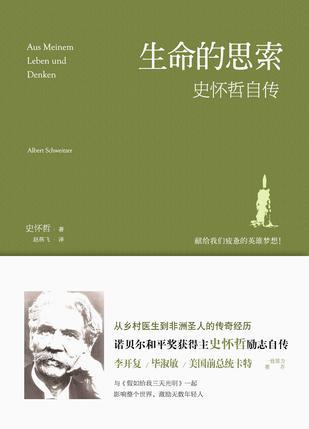 Aus Meinem
Leben und
Denken
生命的思索
史怀哲自传
Albert Schweitzer
史怀哲 · 著
赵燕飞 · 译
献给我们疲惫的英雄梦想！
从乡村医生到非洲圣人的传奇经历
诺贝尔和平奖获得主史怀哲励志自传
李开复／毕淑敏／美国前总统卡特
与《假如给我三天光明》一起
影响整个世界，激励无数年轻人